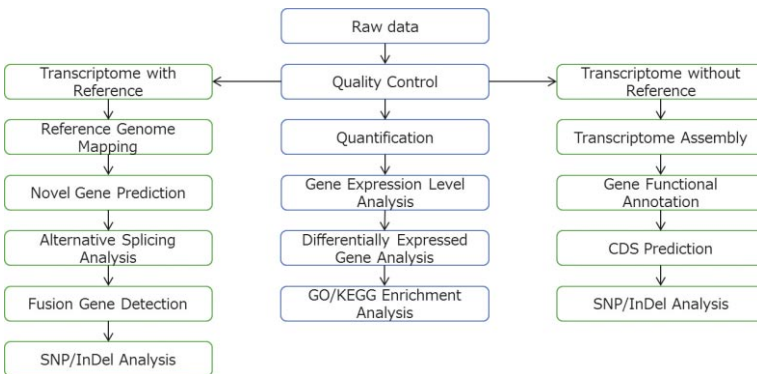 Raw data
Transcriptome with
Reference
Quality Control
Transcriptome without
Reference
Reference Genome
Mapping
Quantification
Transcriptome Assembly
Novel Gene Prediction
Gene Expression Level
Analysis
Gene Functional
Annotation
Alternative Splicing
Analysis
Differentially Expressed
Gene Analysis
CDS Prediction
Fusion Gene Detection
GO/KEGG Enrichment
Analysis
SNP/InDel Analysis
SNP/InDel Analysis